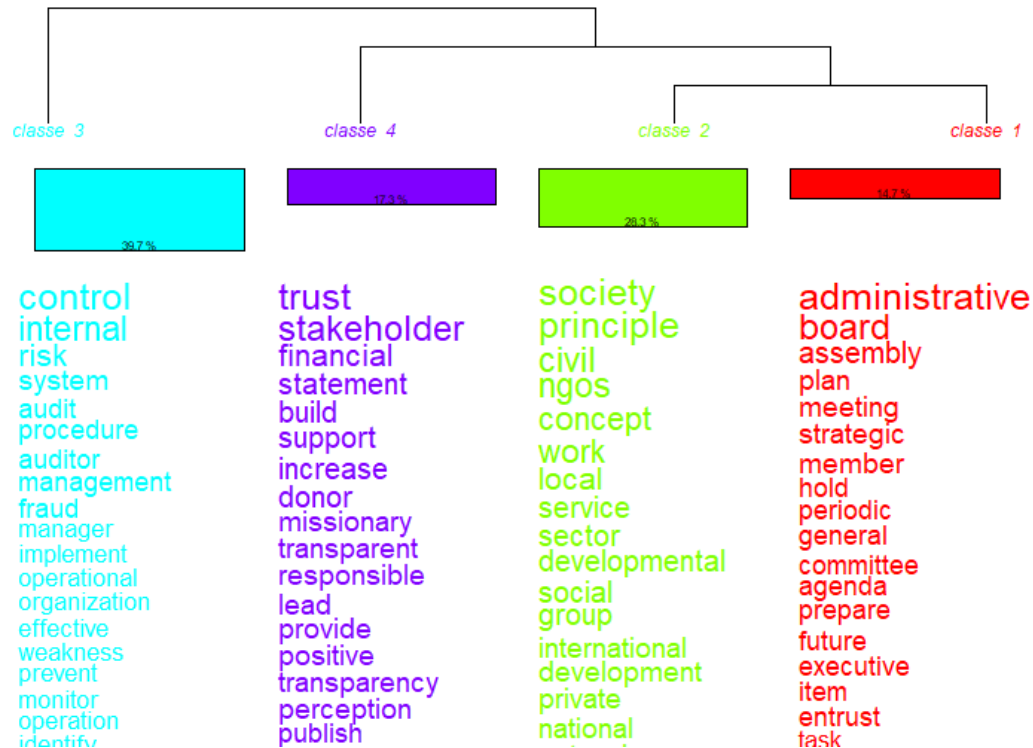 classe 3
classe 4
classe 2
classe 1
39.7 %
17.3 %
28.3 %
14.7 %
control
internal
risk
system
audit
procedure
auditor
management
fraud
manager
implement
operational
organization
effective
weakness
prevent
monitor
operation
identify
trust
stakeholder
financial
statement
build
support
increase
donor
missionary
transparent
responsible
lead
provide
positive
transparency
perception
publish
society
principle
civil
ngos
concept
work
local
service
sector
developmental
social
group
international
development
private
national
administrative
board
assembly
plan
meeting
strategic
member
hold
periodic
general
committee
agenda
prepare
future
executive
item
entrust
task